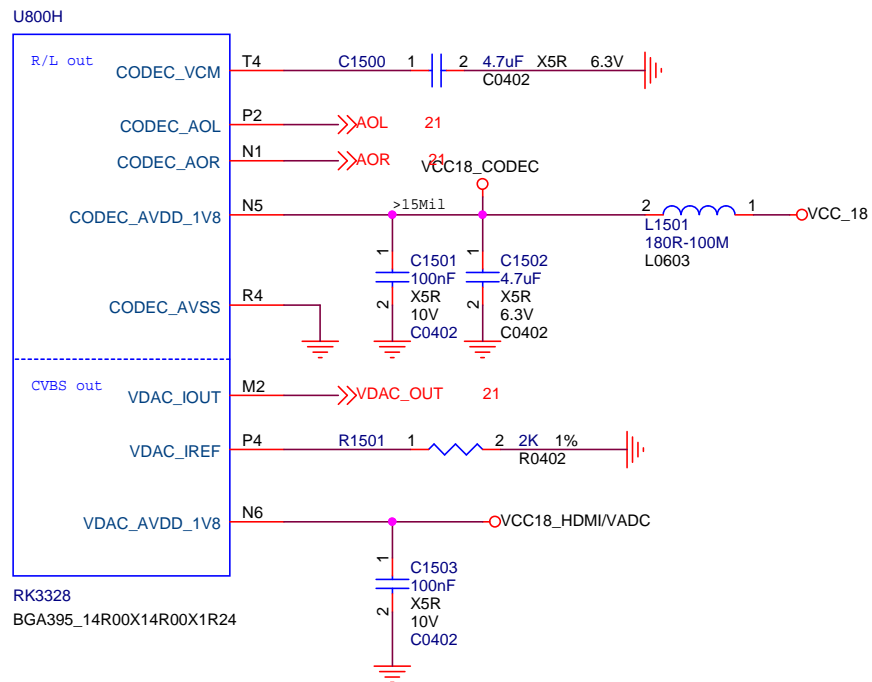 U800H
R/L out
CODEC_VCM T4 C1500 1 2 4.7uF X5R 6.3V
C0402
CODEC_AOL P2 AOL 21
CODEC_AOR N1 AOR 21
VCC18_CODEC
CODEC_AVDD_1V8 N5 >15Mil 2 1 VCC_18
L1501
180R-100M
L0603
1 C1501 1 C1502
100nF 4.7uF
2 X5R 2 X5R
10V 6.3V
C0402 C0402
CODEC_AVSS R4
CVBS out
VDAC_IOUT M2 VDAC_OUT 21
VDAC_IREF P4 R1501 1 2 2K 1%
R0402
VDAC_AVDD_1V8 N6 VCC18_HDMI/VADC
1 C1503
100nF
2 X5R
10V
C0402
RK3328
BGA395_14R00X14R00X1R24